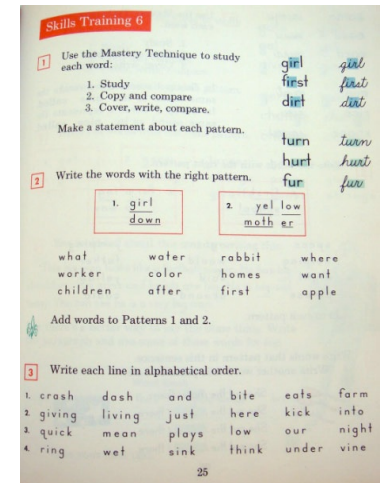 Skills Training 6
1 Use the Mastery Technique to study
each word:
1. Study
2. Copy and compare
3. Cover, write, compare.
Make a statement about each pattern.
girl girl
first first
dirt dirt
turn turn
hurt hurt
fur fur
2 Write the words with the right pattern.
1. girl
down
2. yel low
moth er
what water rabbit where
worker color homes want
children after first apple
Add words to Patterns 1 and 2.
3 Write each line in alphabetical order.
1. crash dash and bite eats farm
2. giving living just here kick into
3. quick mean plays low our night
4. ring wet sink think under vine
25